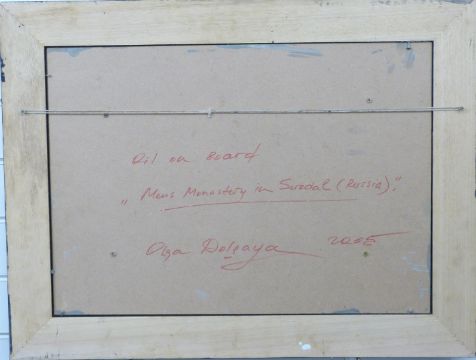 Oil on Board
„Mens Monastery in Suzdal (Russia)."
Olga Dolgaya 2005